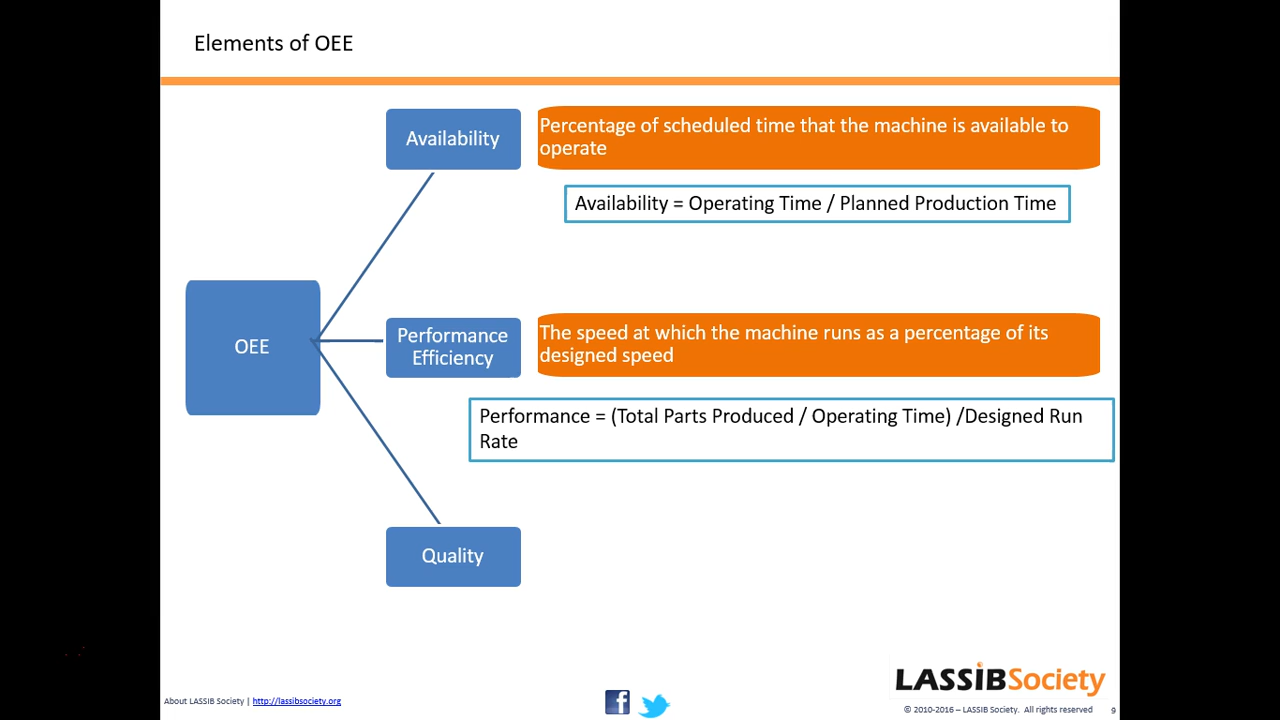 Elements of OEE
Availability
Percentage of scheduled time that the machine is available to
operate
Availability = Operating Time / Planned Production Time
OEE
Performance
Efficiency
The speed at which the machine runs as a percentage of its
designed speed
Performance = (Total Parts Produced / Operating Time) /Designed Run
Rate
Quality
LASSiBSociety
About LASSIB Society | http://lassibsociety.org
© 2010-2016 – LASSIB Society. All rights reserved
9